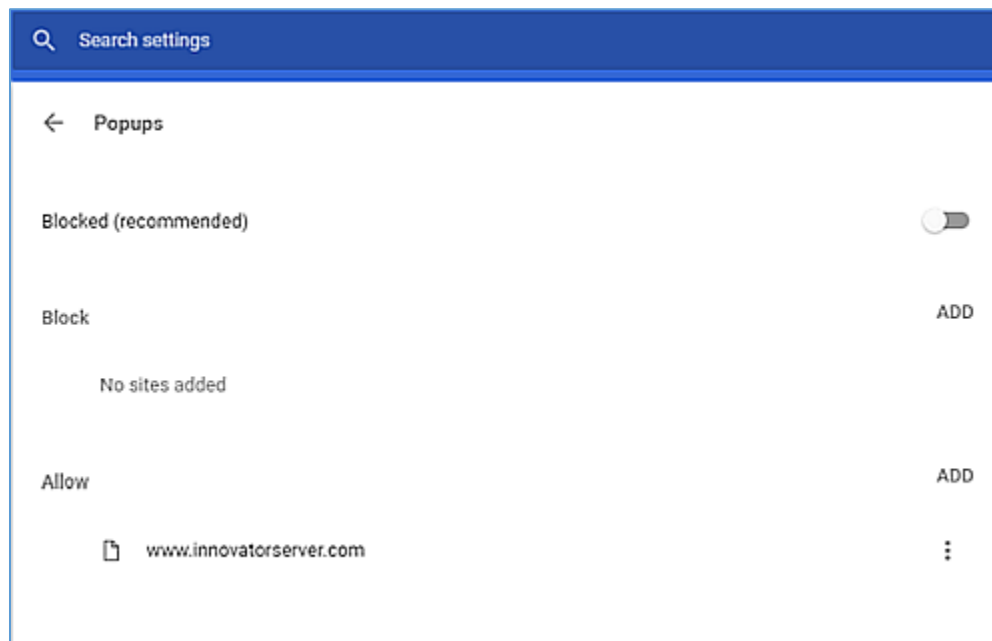 Search settings
Popups
Blocked (recommended)
Block
ADD
No sites added
Allow
ADD
www.innovatorserver.com